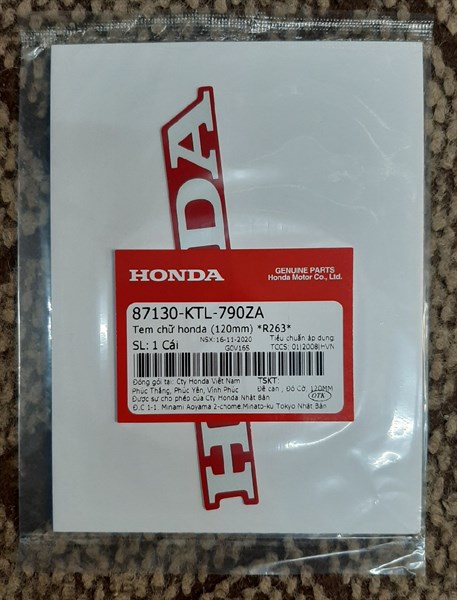 HONDA
HONDA
GENUINE PARTS
Honda Motor Co., Ltd.
87130-KTL-790ZA
Tem chữ honda (120mm) *R263*
SL: 1 Cái
NSX:16-11-2020
G0V16S
Tiêu chuẩn áp dụng
TCCS: 01|2008|HVN
Đóng gói tại: Cty Honda Việt Nam
Phúc Thắng, Phúc Yên, Vĩnh Phúc
TSKT:
Đê can , Đỏ Cờ, 120MM
Được sự cho phép của Cty Honda Nhật Bản
OTK
Đ.C 1-1. Minami Aoyama 2-chome.Minato-ku Tokyo Nhật Bản